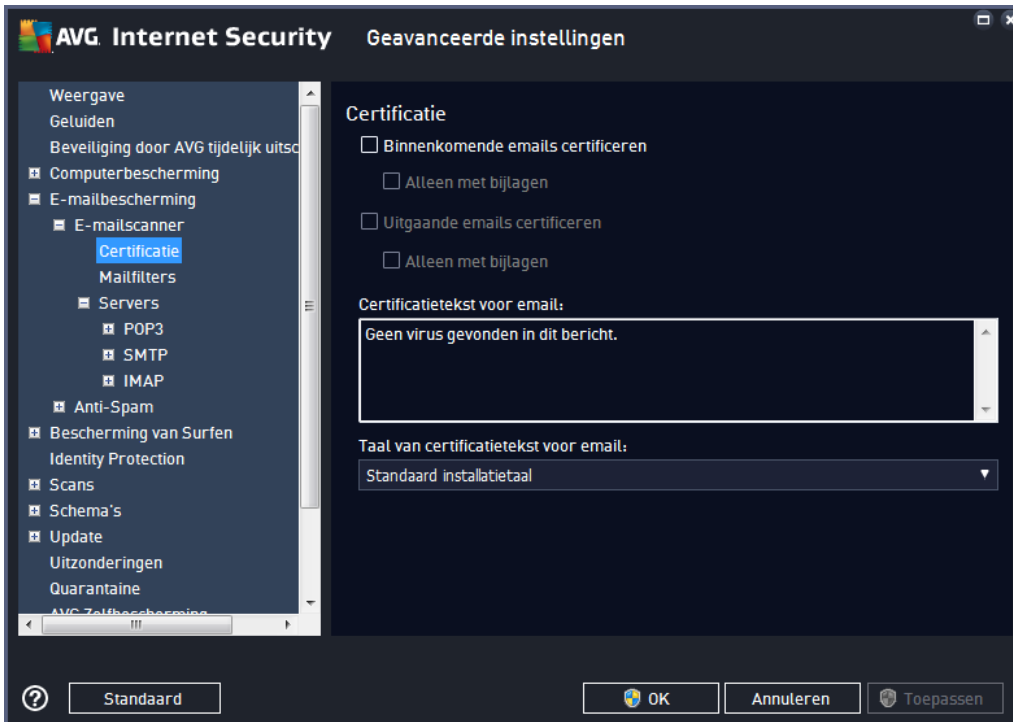 AVG Internet Security Geavanceerde instellingen
Weergave
Geluiden
Beveiliging door AVG tijdelijk uitsc
Computerbescherming
E-mailbescherming
E-mailscanner
Certificatie
Mailfilters
Servers
POP3
SMTP
IMAP
Anti-Spam
Bescherming van Surfen
Identity Protection
Scans
Schema's
Update
Uitzonderingen
Quarantaine
AVG Zelfbescherming
Certificatie
Binnenkomende emails certificeren
Alleen met bijlagen
Uitgaande emails certificeren
Alleen met bijlagen
Certificatietekst voor email:
Geen virus gevonden in dit bericht.
Taal van certificatietekst voor email:
Standaard installatietaal
? Standaard OK Annuleren Toepassen